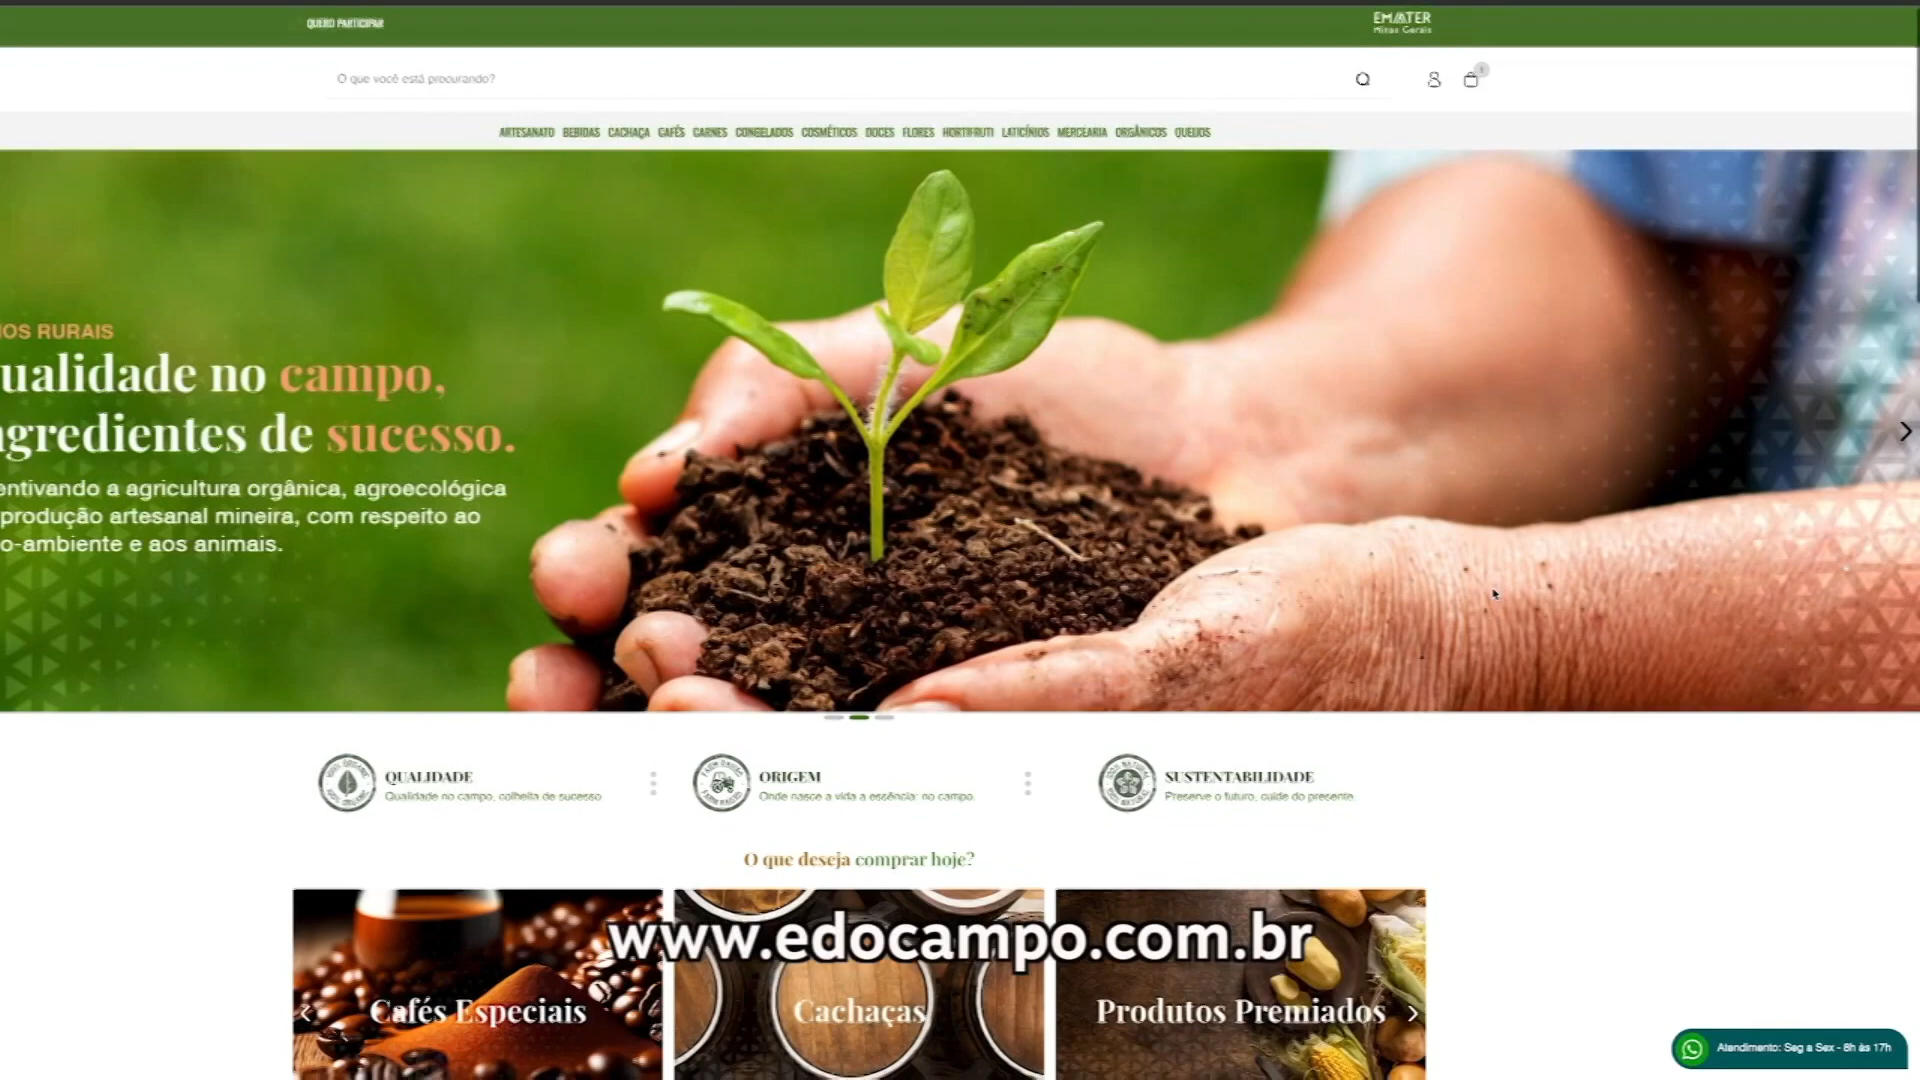 QUERO PARTICIPAR
EMATER
Minas Gerais
O que você está procurando?
ARTESANATO BEBIDAS CACHAÇA CAFÉS CARNES CONGELADOS COSMÉTICOS DOCES FLORES HORTIFRUTI LATICÍNIOS MERCEARIA ORGÂNICOS QUEIJOS
IOS RURAIS
ualidade no campo,
ngredientes de sucesso.
entivando a agricultura orgânica, agroecológica
produção artesanal mineira, com respeito ao
o-ambiente e aos animais.
QUALIDADE
Qualidade no campo, colheita de sucesso
ORIGEM
Onde nasce a vida a essência: no campo.
SUSTENTABILIDADE
Preserve o futuro, cuide do presente.
O que deseja comprar hoje?
www.edocampo.com.br
Cafés Especiais
Cachaças
Produtos Premiados
Atendimento: Seg a Sex - 8h às 17h